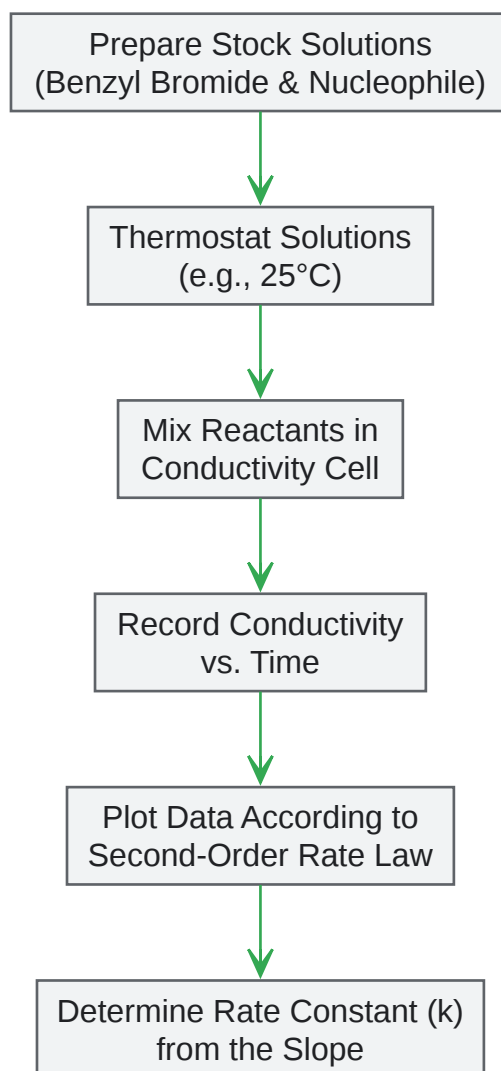 Prepare Stock Solutions
(Benzyl Bromide & Nucleophile)
Thermostat Solutions
(e.g., 25°C)
Mix Reactants in
Conductivity Cell
Record Conductivity
vs. Time
Plot Data According to
Second-Order Rate Law
Determine Rate Constant (k)
from the Slope